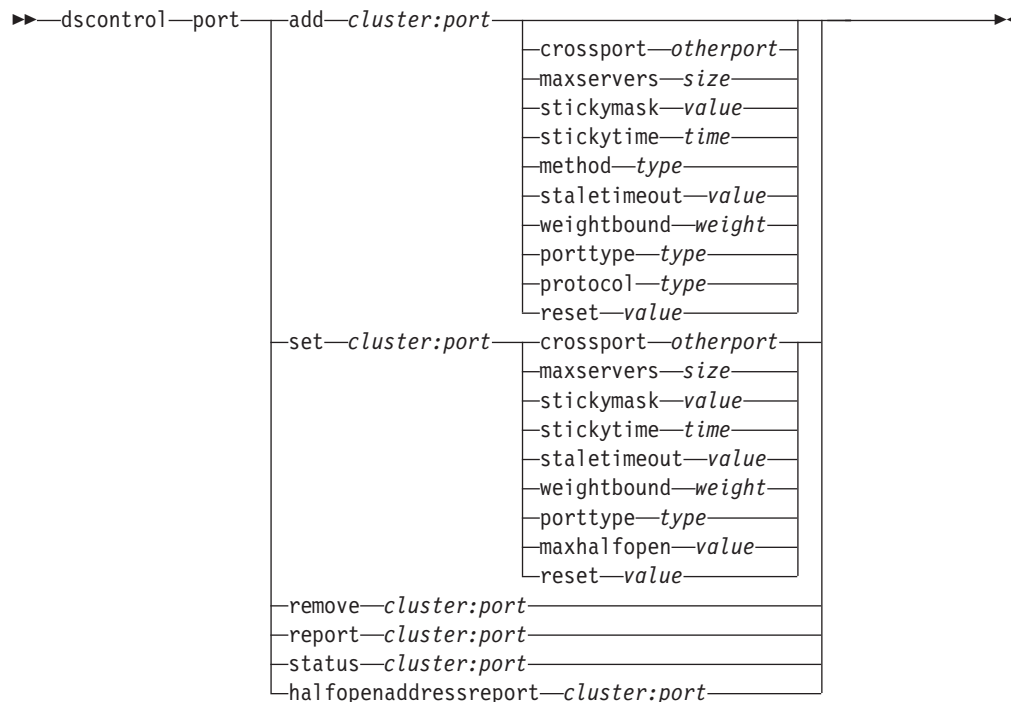 dscontrol port add cluster:port
crossport otherport
maxservers size
stickymask value
stickytime time
method type
staletimeout value
weightbound weight
porttype type
protocol type
reset value
set cluster:port crossport otherport
maxservers size
stickymask value
stickytime time
staletimeout value
weightbound weight
porttype type
maxhalfopen value
reset value
remove cluster:port
report cluster:port
status cluster:port
halfopenaddressreport cluster:port